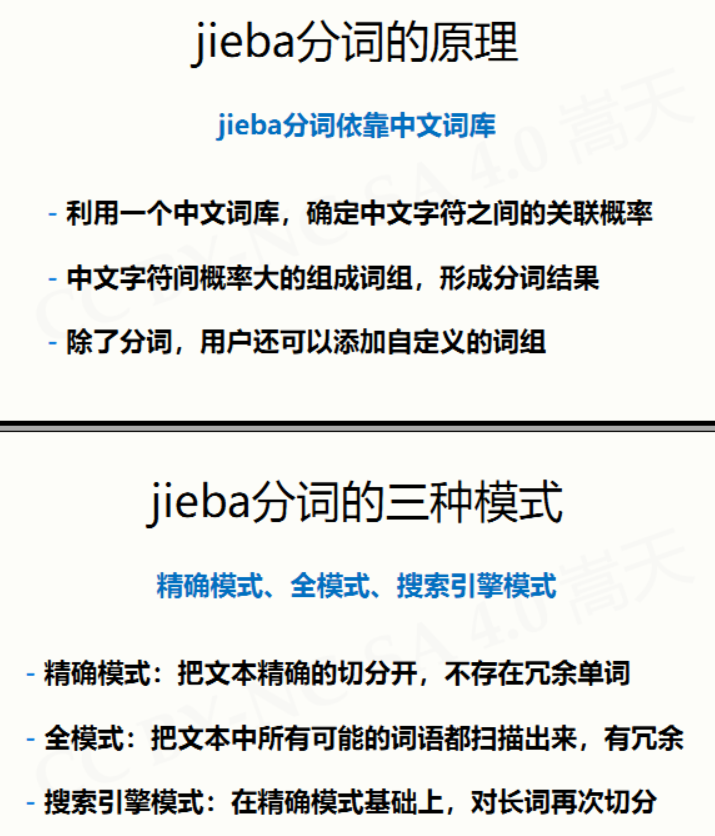 jieba分词的原理
jieba分词依靠中文词库
- 利用一个中文词库，确定中文字符之间的关联概率
- 中文字符间概率大的组成词组，形成分词结果
- 除了分词，用户还可以添加自定义的词组
CC BY-NC-SA 4.0 嵩天
jieba分词的三种模式
精确模式、全模式、搜索引擎模式
- 精确模式：把文本精确的切分开，不存在冗余单词
- 全模式：把文本中所有可能的词语都扫描出来，有冗余
- 搜索引擎模式：在精确模式基础上，对长词再次切分
CC BY-NC-SA 4.0 嵩天